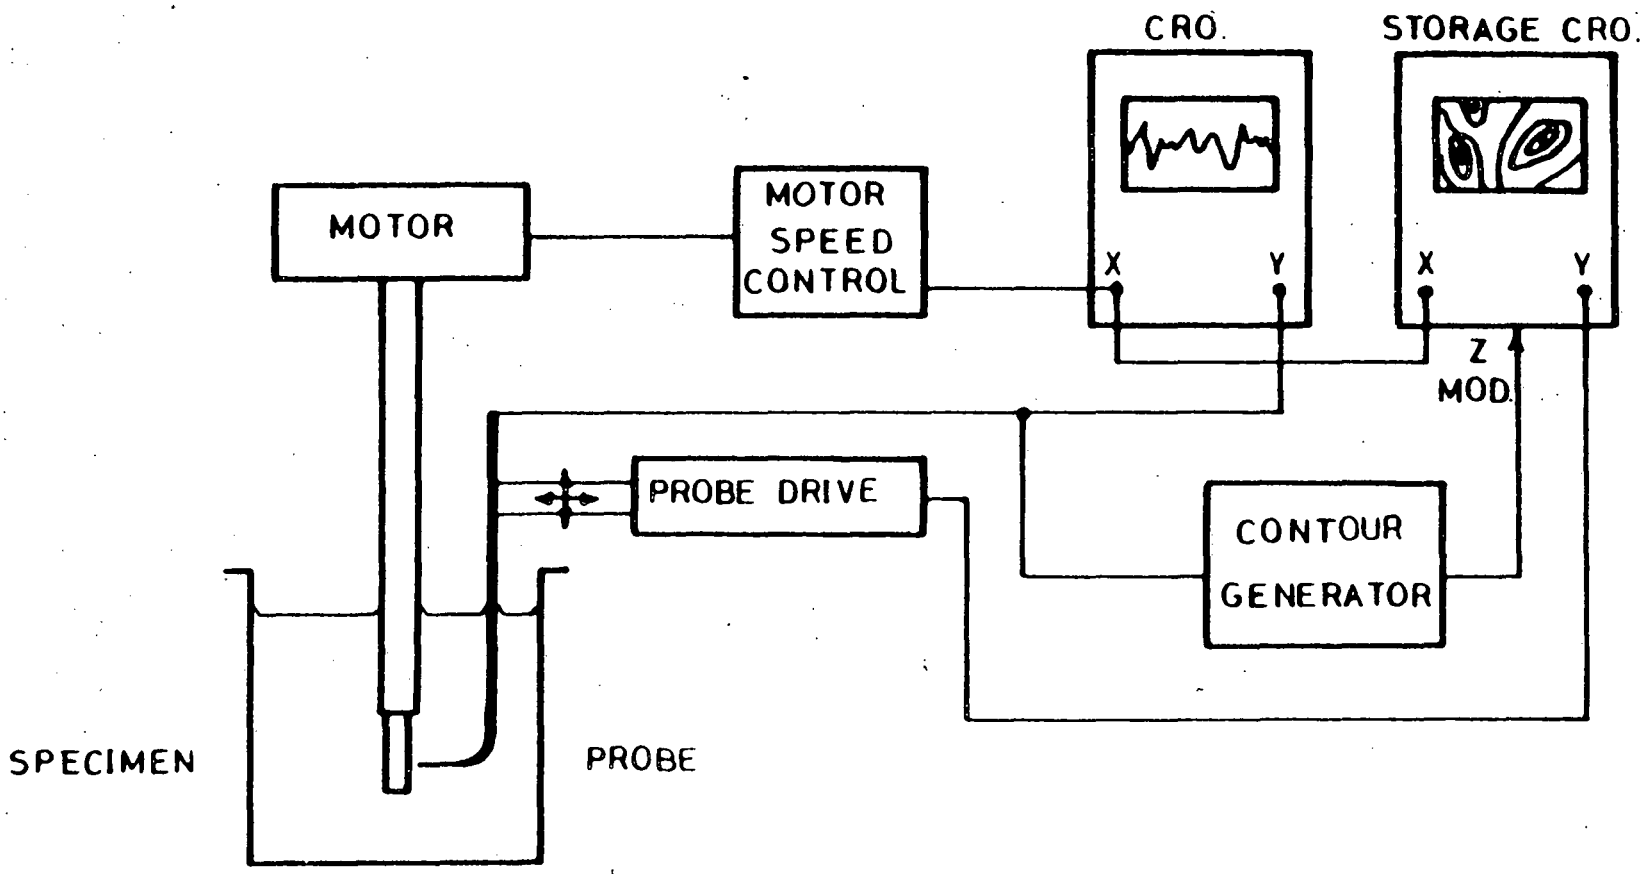 CRO.
STORAGE CRO.
MOTOR
MOTOR
SPEED
CONTROL
X
Y
X
Y
Z
MOD.
PROBE DRIVE
CONTOUR
GENERATOR
SPECIMEN
PROBE